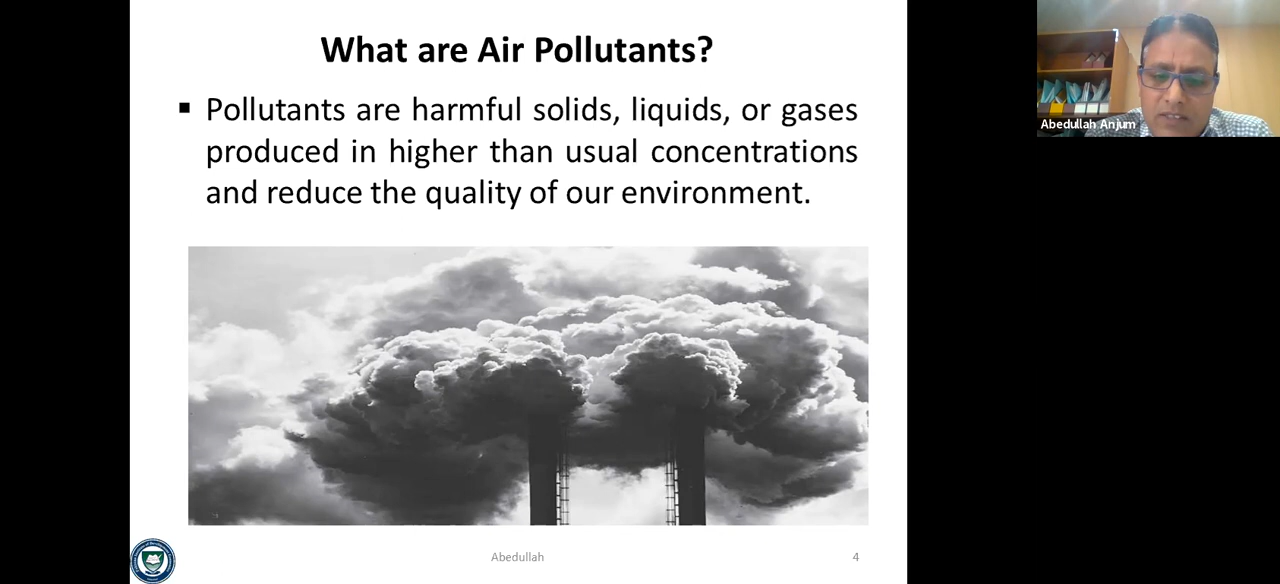 What are Air Pollutants?
▪ Pollutants are harmful solids, liquids, or gases
produced in higher than usual concentrations
and reduce the quality of our environment.
Abedullah Anjum
Abedullah
4